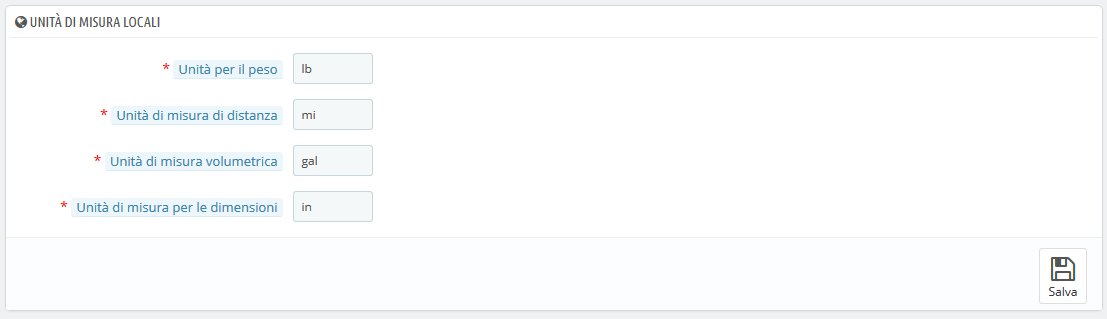 UNITÀ DI MISURA LOCALI
* Unità per il peso lb
* Unità di misura di distanza mi
* Unità di misura volumetrica gal
* Unità di misura per le dimensioni in
Salva